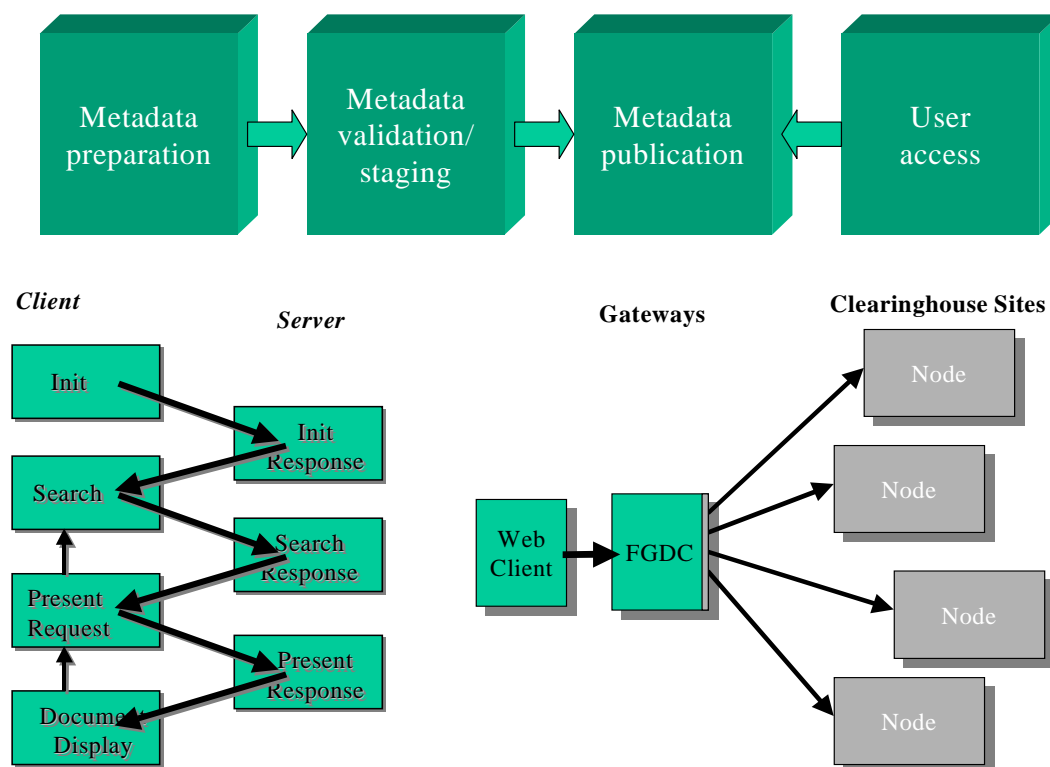 Metadata
preparation
Metadata
validation/
staging
Metadata
publication
User
access
Client
Server
Init
Init
Response
Search
Search
Response
Present
Request
Present
Response
Document
Display
Gateways
Clearinghouse Sites
Web
Client
FGDC
Node
Node
Node
Node